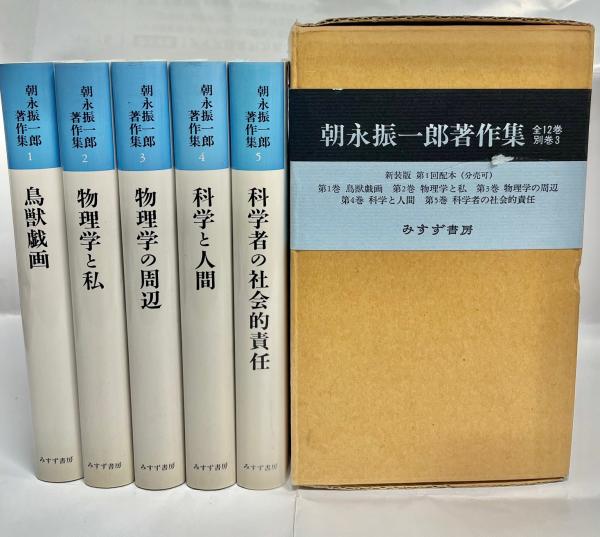 朝永振一郎
著作集
1
鳥獣戯画
みすず書房
朝永振一郎
著作集
2
物理学と私
みすず書房
朝永振一郎
著作集
3
物理学の周辺
みすず書房
朝永振一郎
著作集
4
科学と人間
みすず書房
朝永振一郎
著作集
5
科学者の社会的責任
みすず書房
朝永振一郎著作集 全12巻
別巻3
新装版 第1回配本(分売可)
第1巻 鳥獣戯画 第2巻 物理学と私 第3巻 物理学の周辺
第4巻 科学と人間 第5巻 科学者の社会的責任
みすず書房